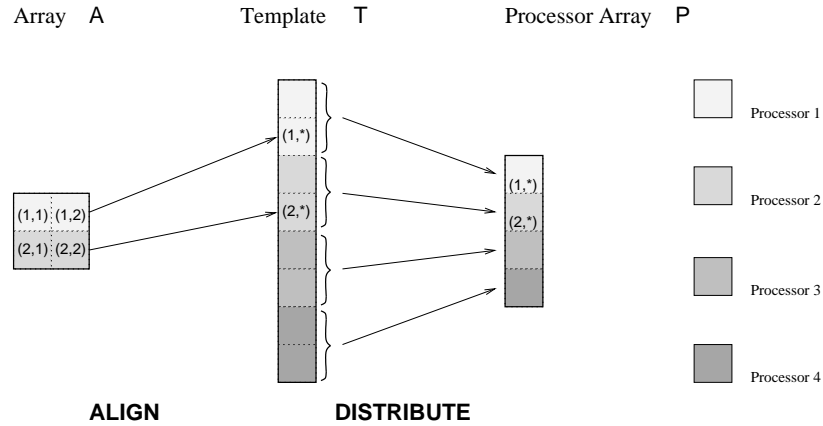 Array A Template T Processor Array P
Processor 1
(1,*)
(1,*)
Processor 2
(1,1) (1,2) (2,*) (2,*)
(2,1) (2,2)
Processor 3
Processor 4
ALIGN DISTRIBUTE